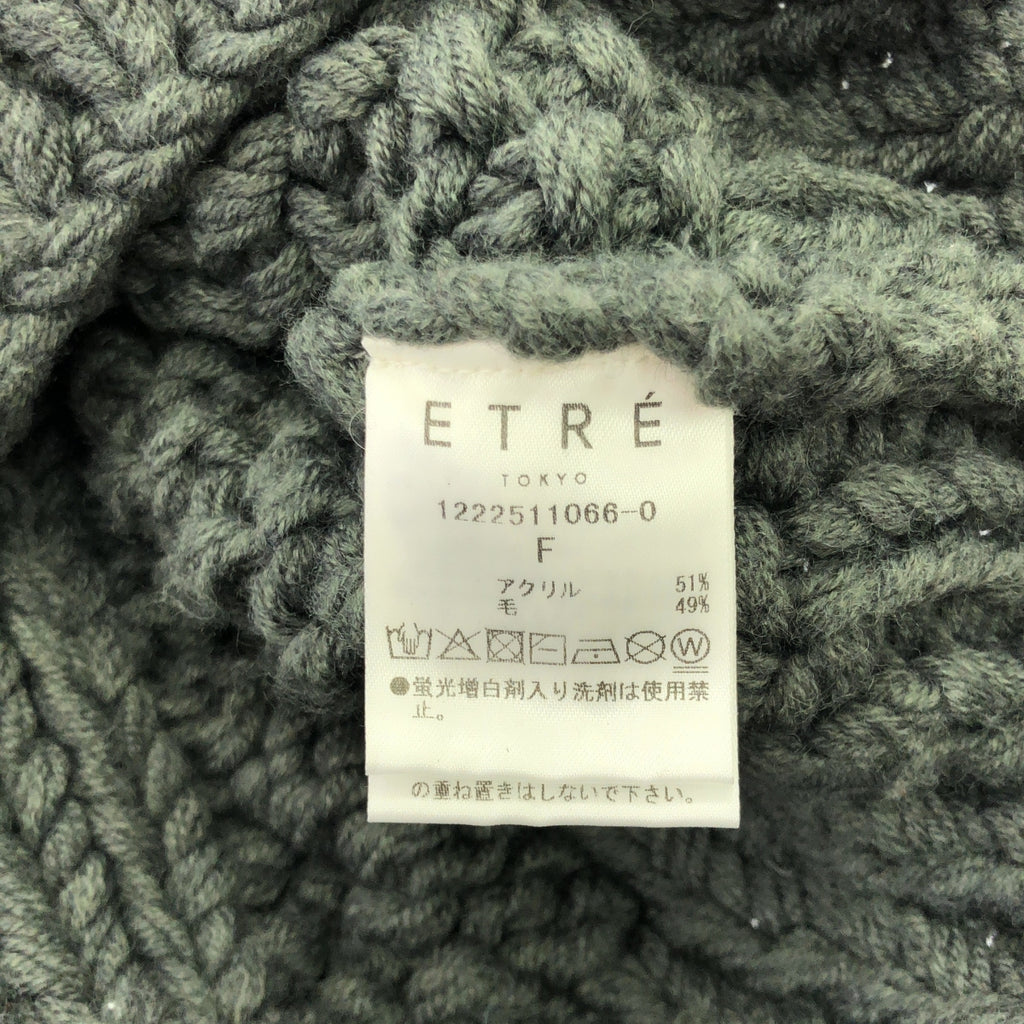 ETRÉ
TOKYO
1222511066-0
F
アクリル 51%
毛 49%
W
●蛍光増白剤入り洗剤は使用禁
止。
の重ね置きはしないで下さい。